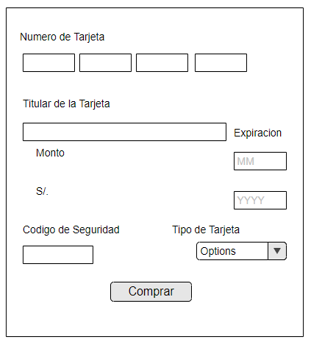 Numero de Tarjeta
Titular de la Tarjeta
Expiracion
Monto
MM
S/.
YYYY
Codigo de Seguridad
Tipo de Tarjeta
Options
Comprar